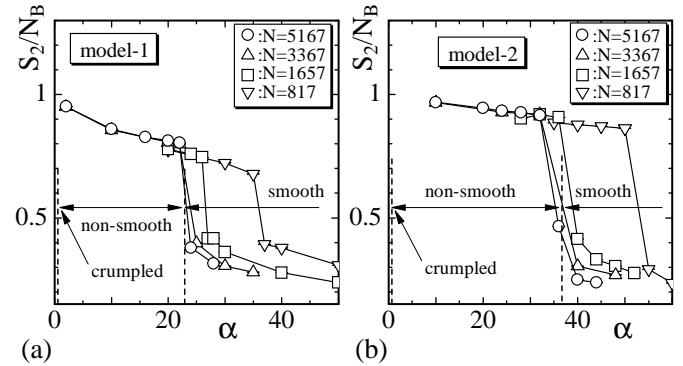 S2/NB
1
0.5
model-1
:N=5167
:N=3367
:N=1657
:N=817
non-smooth
smooth
crumpled
0 20 40
α
(a)
S2/NB
1
0.5
model-2
:N=5167
:N=3367
:N=1657
:N=817
non-smooth
smooth
crumpled
0 20 40 60
α
(b)